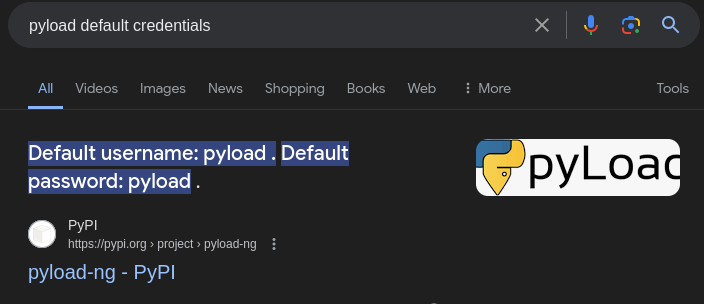 pyload default credentials
All Videos Images News Shopping Books Web More Tools
Default username: pyload . Default
password: pyload .
pyLoad
PyPI
https://pypi.org › project › pyload-ng
pyload-ng - PyPI